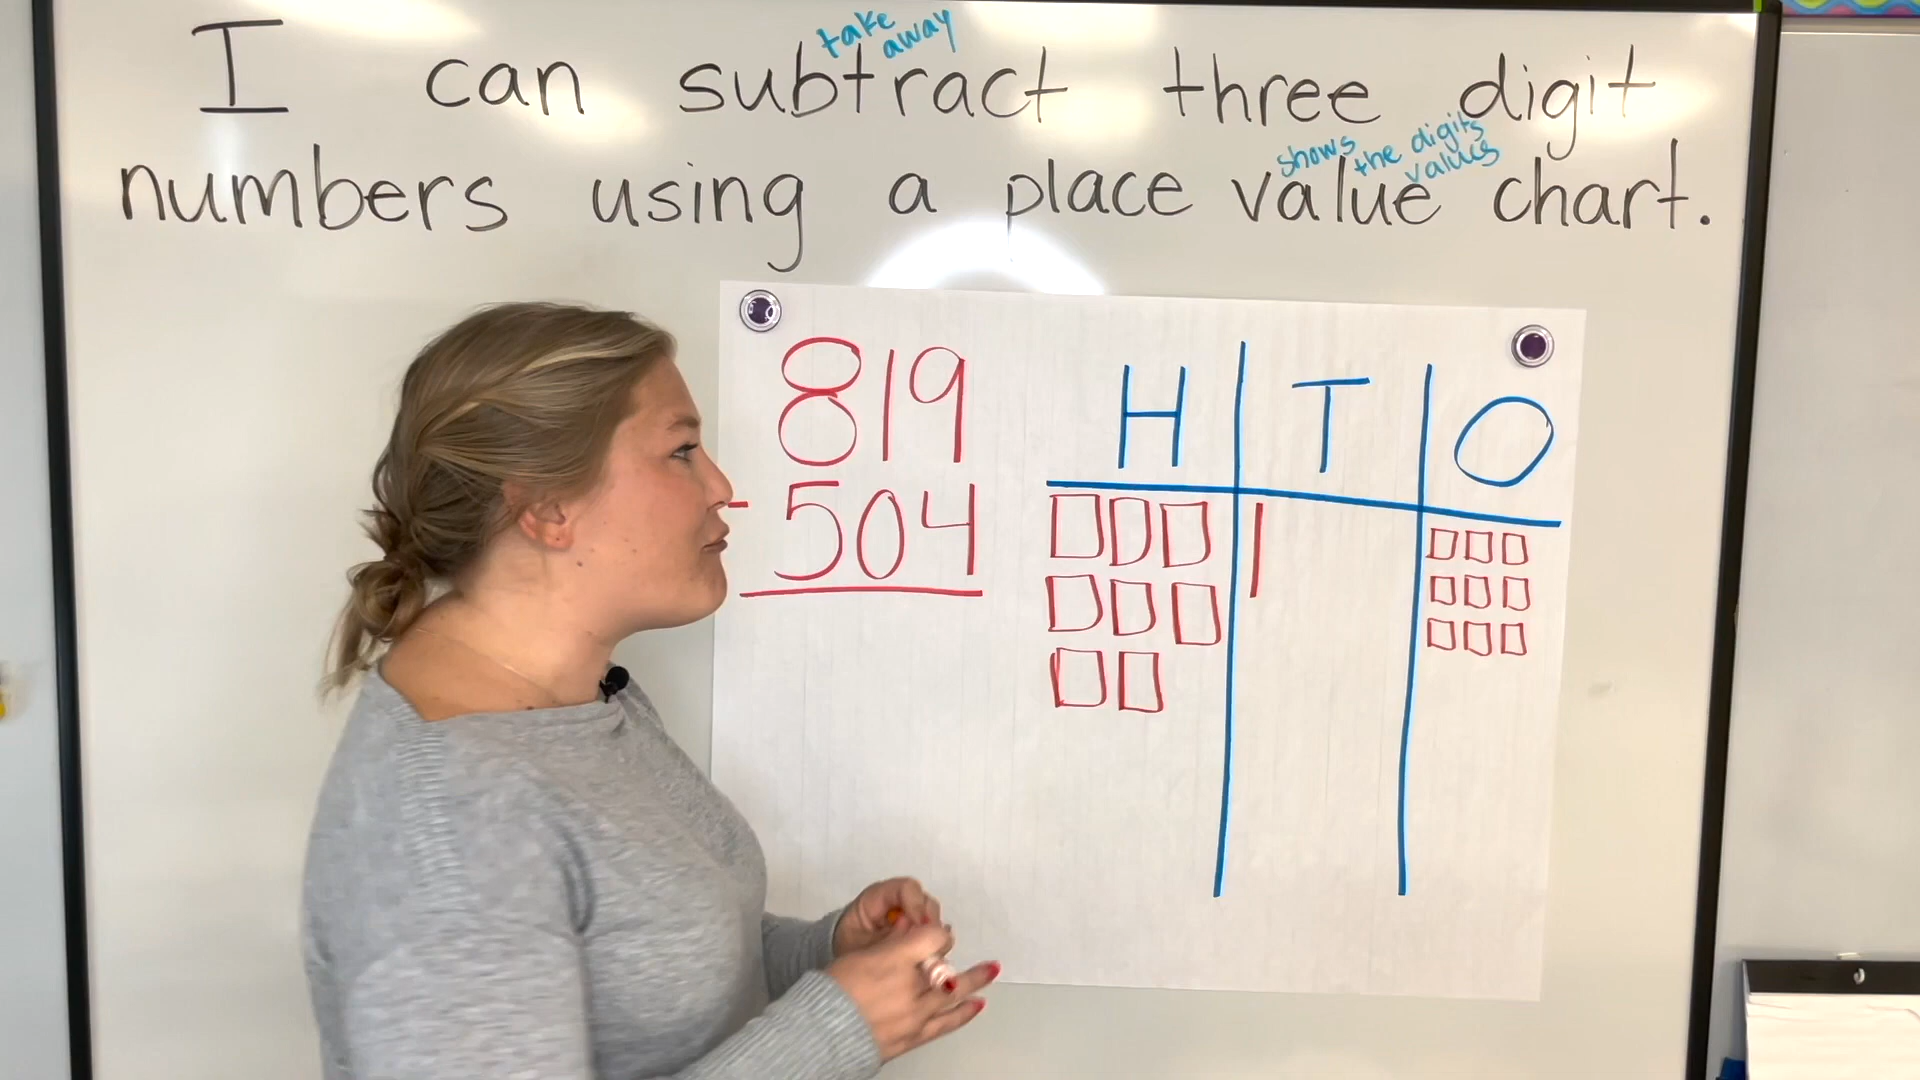 I can subtract three digit
take away
numbers using a place value chart.
shows the digits values
819
- 504
H T O